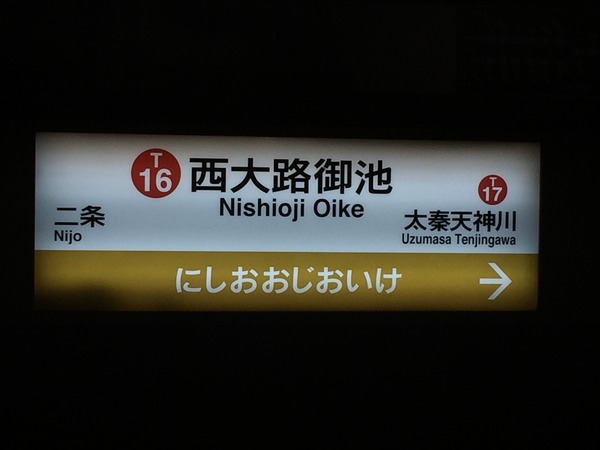 T
16
西大路御池
Nishioji Oike
二条
Nijo
T
17
太秦天神川
Uzumasa Tenjingawa
にしおおじおいけ
→